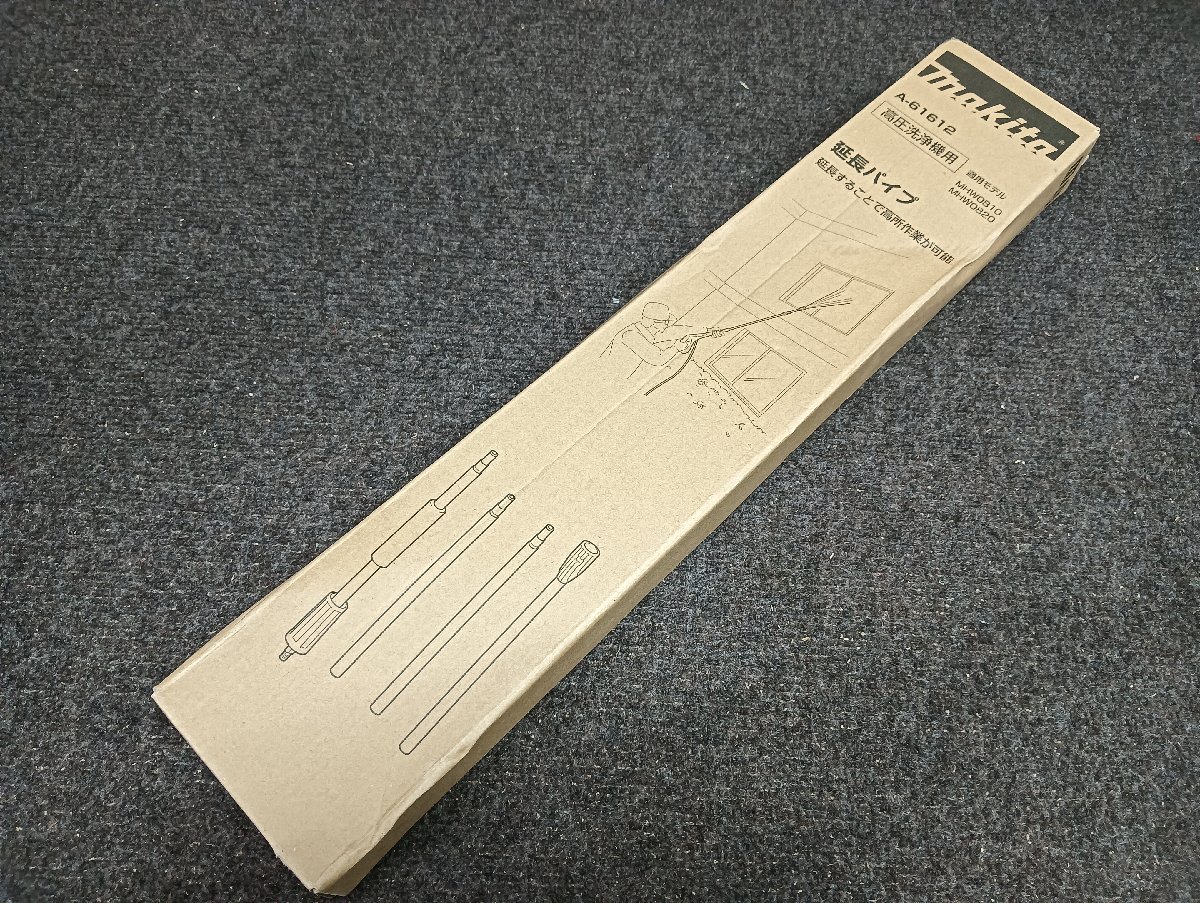 makita
A-61612
高圧洗浄機用
適用モデル
MHW0810
MHW0820
延長パイプ
延長することで高所作業が可能